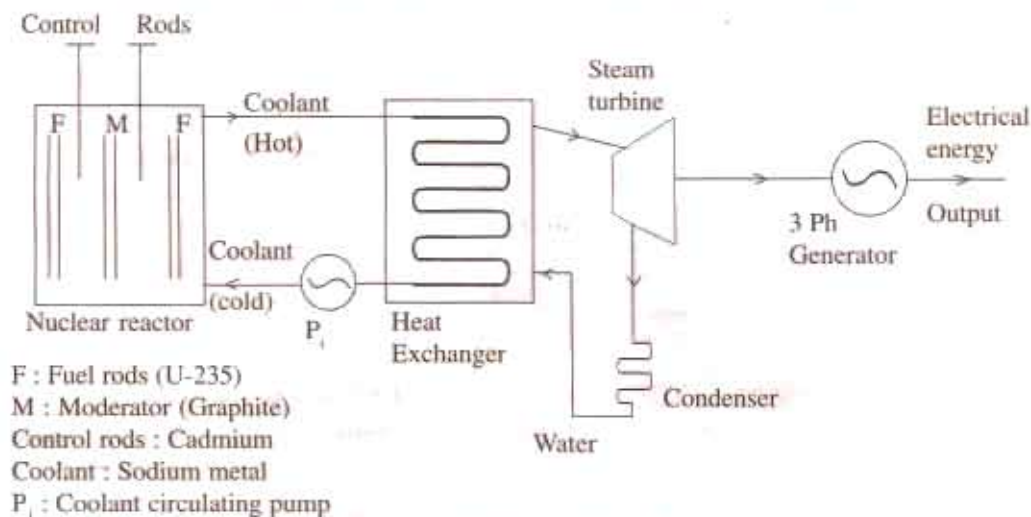 Control Rods
Steam
turbine
F M F
Coolant
(Hot)
Electrical
energy
Output
3 Ph
Generator
Coolant
(cold)
P₁
Nuclear reactor
Heat
Exchanger
Condenser
Water
F : Fuel rods (U-235)
M : Moderator (Graphite)
Control rods : Cadmium
Coolant : Sodium metal
P₁ : Coolant circulating pump